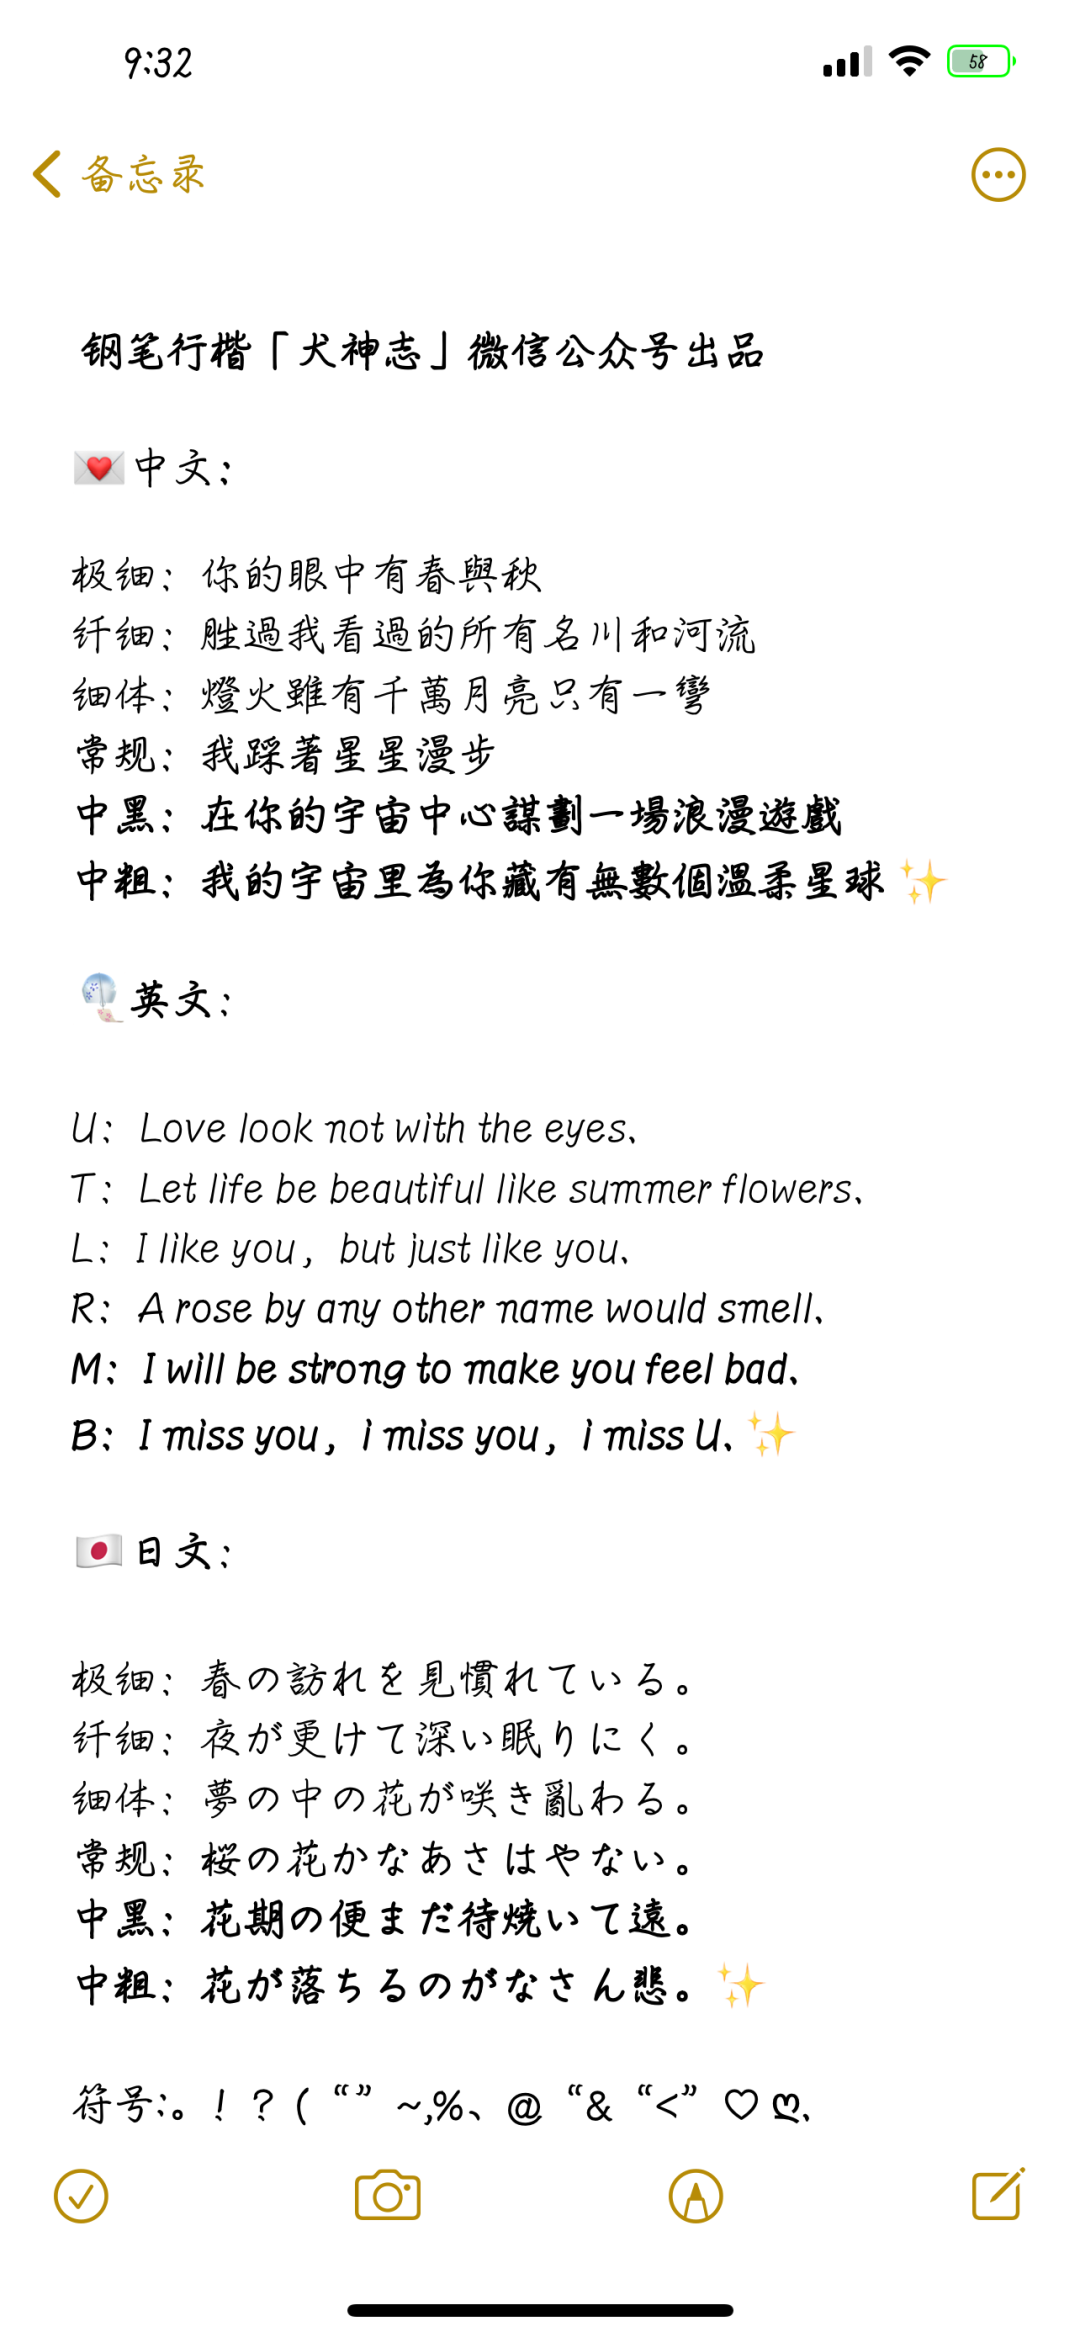 9:32
58
备忘录
钢笔行楷「犬神志」微信公众号出品
💌中文：
极细：你的眼中有春與秋
纤细：胜過我看過的所有名川和河流
细体：燈火雖有千萬月亮只有一彎
常规：我踩著星星漫步
中黑：在你的宇宙中心謀劃一場浪漫遊戲
中粗：我的宇宙里為你藏有無數個溫柔星球✨
英文：
U：Love look not with the eyes.
T：Let life be beautiful like summer flowers.
L：I like you，but just like you.
R：A rose by any other name would smell.
M：I will be strong to make you feel bad.
B：I miss you，i miss you，i miss U.✨
🇯🇵日文：
极细：春の訪れを見慣れている。
纤细：夜が更けて深い眠りにく。
细体：夢の中の花が咲き亂わる。
常规：桜の花かなあさはやない。
中黑：花期の便まだ待焼いて遠。
中粗：花が落ちるのがなさん悲。✨
符号:。！？(“”~,%、@“&“<”♡ღ.